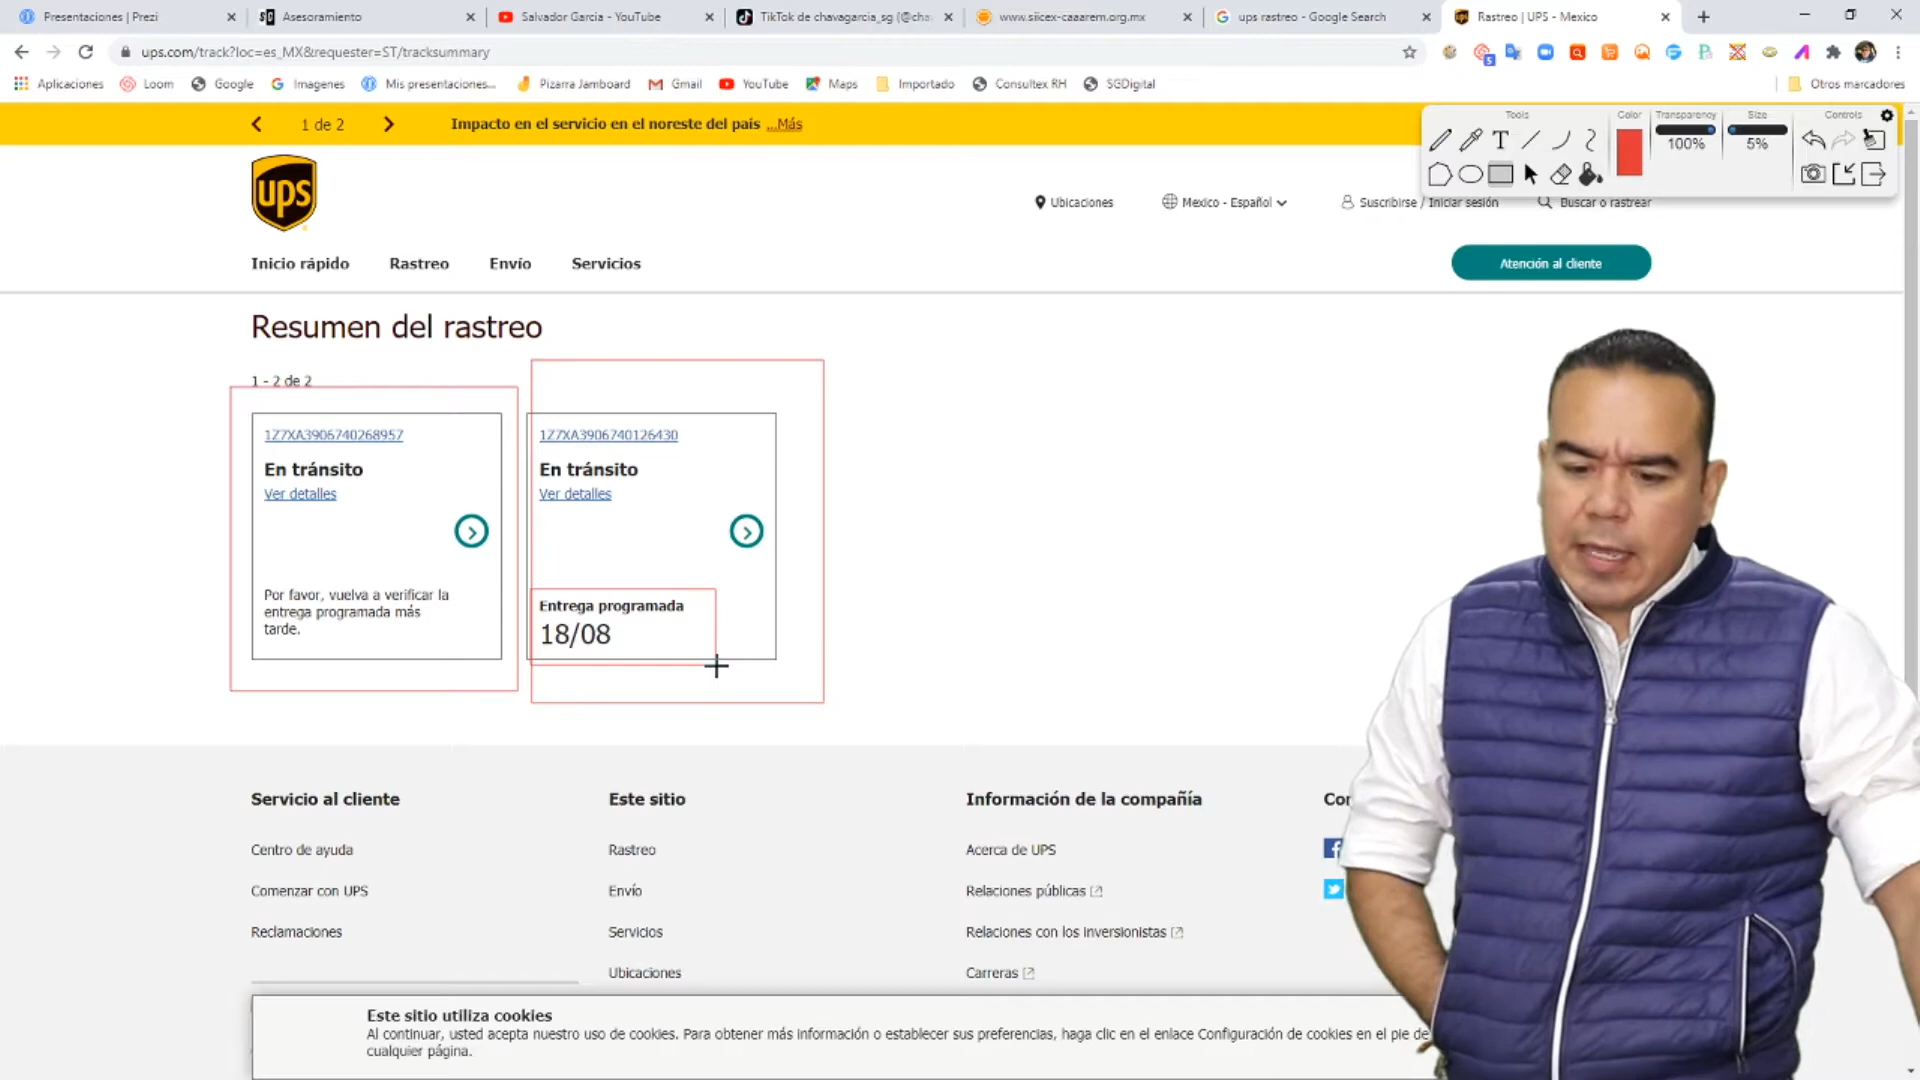 Presentaciones | Prezi
Asesoramiento
Salvador Garcia - YouTube
TikTok de chavagarcia_sg (@cha
www.siicex-caaarem.org.mx
ups rastreo - Google Search
Rastreo | UPS - Mexico
ups.com/track?loc=es_MX&requester=ST/tracksummary
Aplicaciones
Loom
Google
Imagenes
Mis presentaciones...
Pizarra Jamboard
Gmail
YouTube
Maps
Importado
Consultex RH
SGDigital
Otros marcadores
1 de 2
Impacto en el servicio en el noreste del país ...Más
Tools
Color
Transparency
Size
Controls
100%
5%
ups
Ubicaciones
Mexico - Español
Suscribirse / Iniciar sesión
Buscar o rastrear
Inicio rápido
Rastreo
Envío
Servicios
Atención al cliente
Resumen del rastreo
1 - 2 de 2
1Z7XA3906740268957
En tránsito
Ver detalles
Por favor, vuelva a verificar la
entrega programada más
tarde.
1Z7XA3906740126430
En tránsito
Ver detalles
Entrega programada
18/08
Servicio al cliente
Centro de ayuda
Comenzar con UPS
Reclamaciones
Este sitio
Rastreo
Envío
Servicios
Ubicaciones
Información de la compañía
Acerca de UPS
Relaciones públicas
Relaciones con los inversionistas
Carreras
Este sitio utiliza cookies
Al continuar, usted acepta nuestro uso de cookies. Para obtener más información o establecer sus preferencias, haga clic en el enlace Configuración de cookies en el pie de
cualquier página.